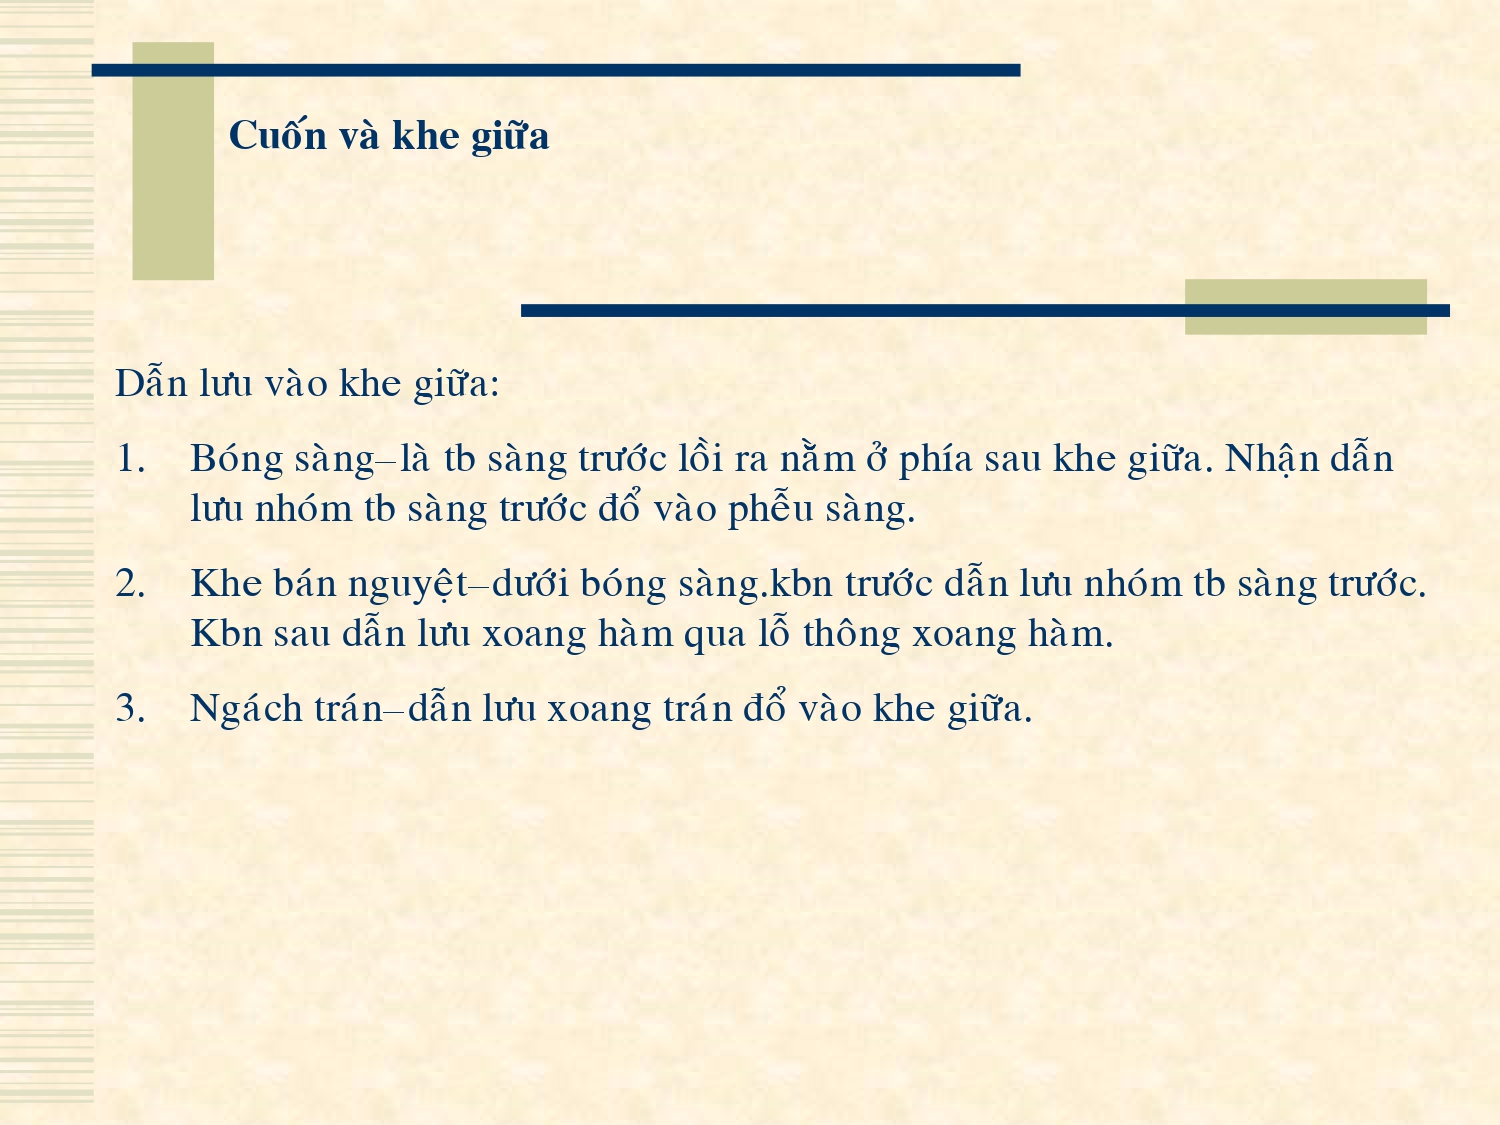 Cuốn và khe giữa
Dẫn lưu vào khe giữa:
1. Bóng sàng–là tb sàng trước lồi ra nằm ở phía sau khe giữa. Nhận dẫn
lưu nhóm tb sàng trước đổ vào phễu sàng.
2. Khe bán nguyệt–dưới bóng sàng.kbn trước dẫn lưu nhóm tb sàng trước.
Kbn sau dẫn lưu xoang hàm qua lỗ thông xoang hàm.
3. Ngách trán–dẫn lưu xoang trán đổ vào khe giữa.